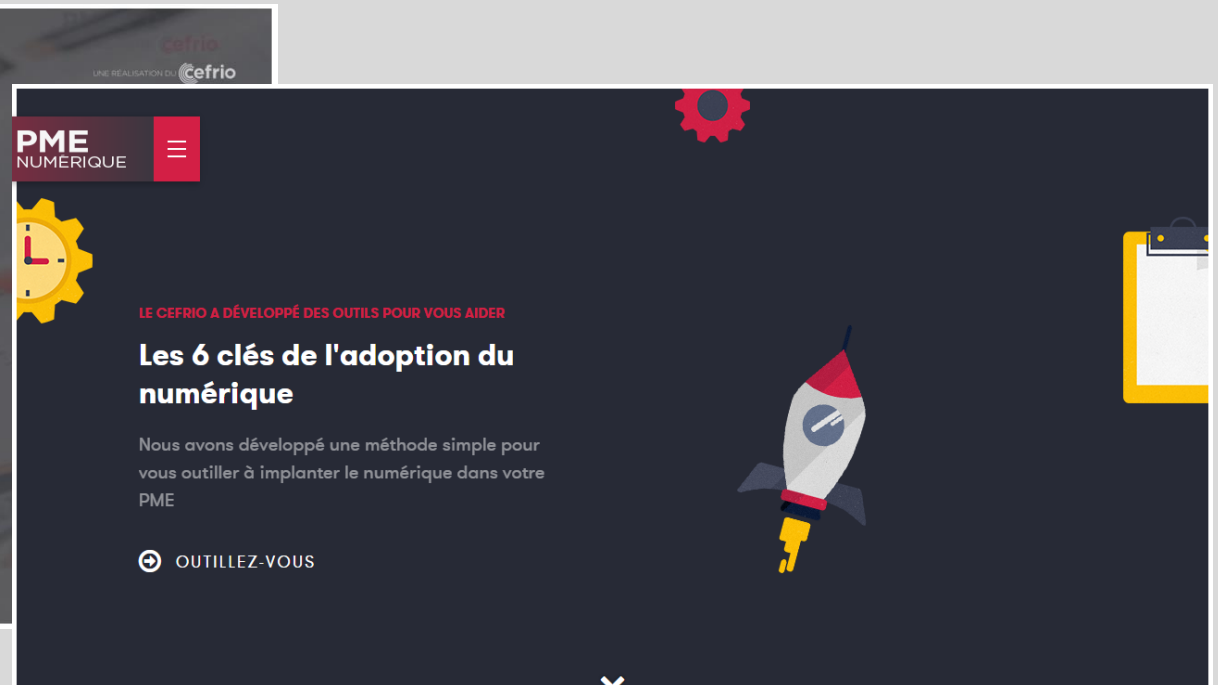 cefrio
UNE RÉALISATION DU cefrio
PME
NUMÉRIQUE
LE CEFRIO A DÉVELOPPÉ DES OUTILS POUR VOUS AIDER
Les 6 clés de l'adoption du
numérique
Nous avons développé une méthode simple pour
vous outiller à implanter le numérique dans votre
PME
OUTILLEZ-VOUS